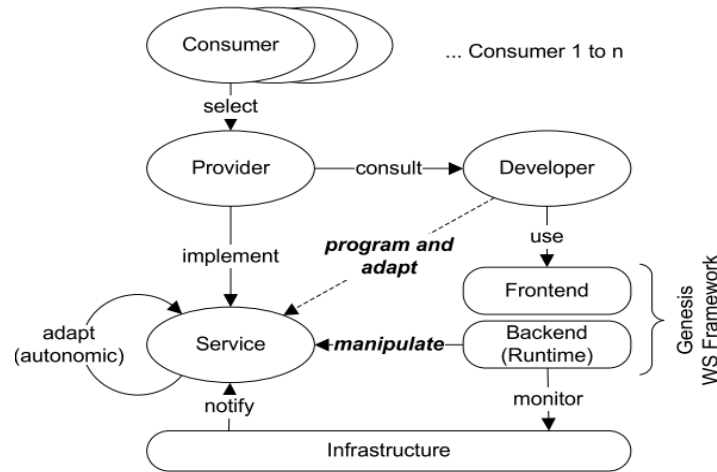 Consumer
... Consumer 1 to n
select
Provider
consult
Developer
implement
program and
adapt
use
Frontend
Genesis
WS Framework
adapt
(autonomic)
Service
manipulate
Backend
(Runtime)
notify
monitor
Infrastructure